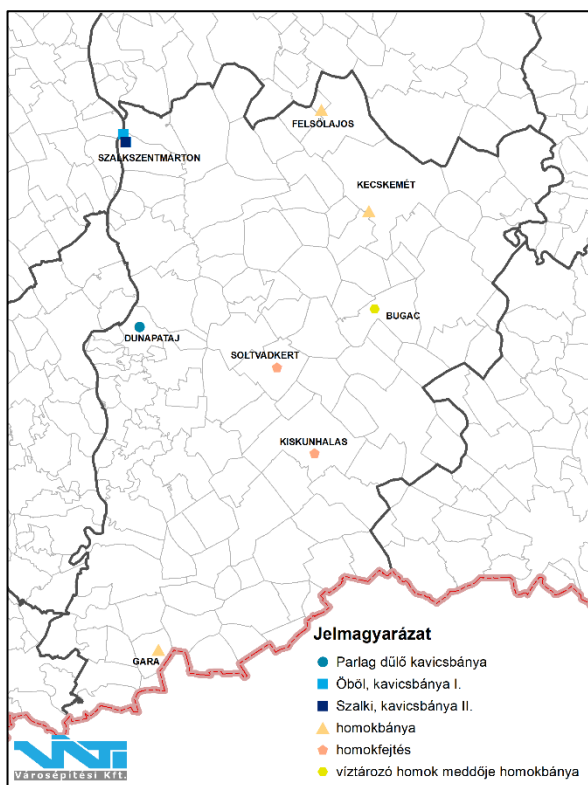 FELSŐLAJOS
SZALKSZENTMÁRTON
KECSKEMÉT
BUGAC
DUNAPATAJ
SOLTVADKERT
KISKUNHALAS
GARA
Jelmagyarázat
Parlag dűlő kavicsbánya
Öböl, kavicsbánya I.
Szalki, kavicsbánya II.
homokbánya
homokfejtés
víztározó homok meddője homokbánya
VÁTI
Városépítési Kft.